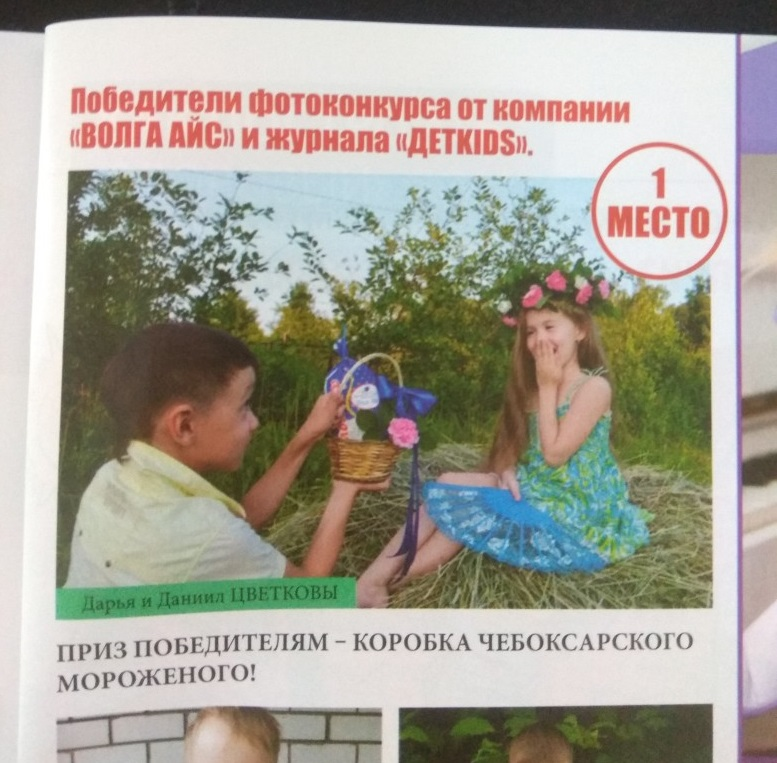 Победители фотоконкурса от компании
«ВОЛГА АЙС» и журнала «ДЕТKIDS».
1
МЕСТО
Дарья и Даниил ЦВЕТКОВЫ
ПРИЗ ПОБЕДИТЕЛЯМ – КОРОБКА ЧЕБОКСАРСКОГО
МОРОЖЕНОГО!